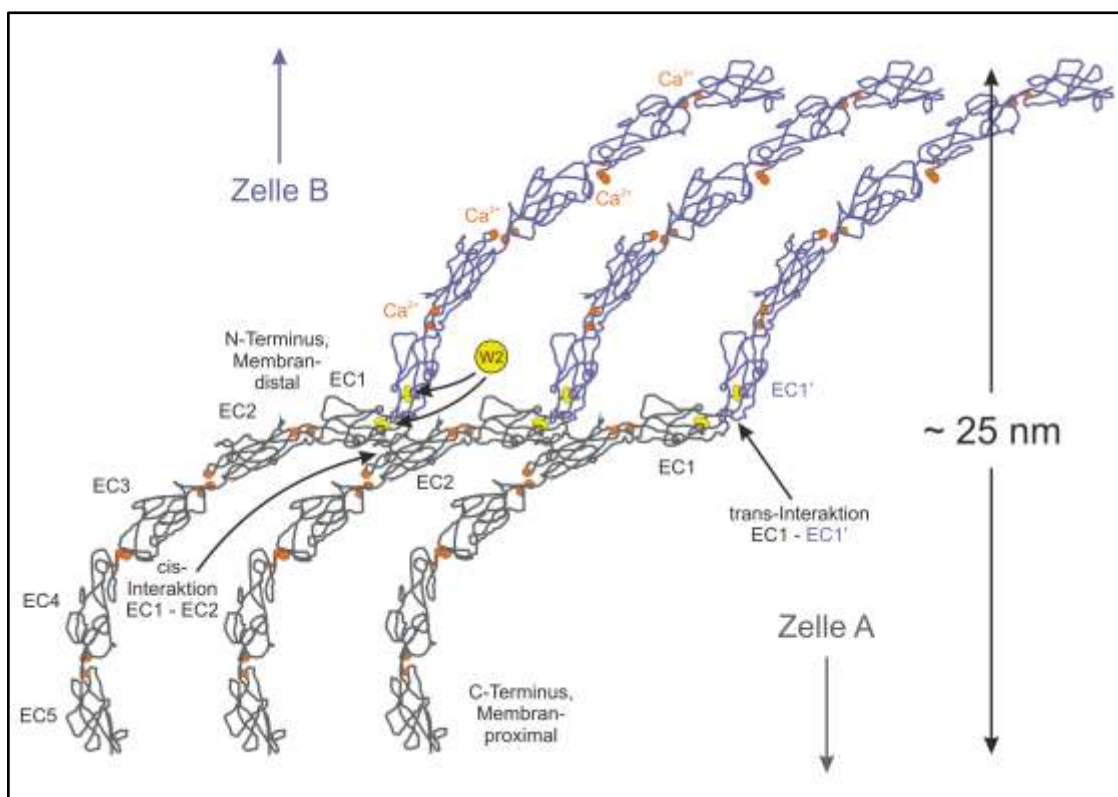 Ca²⁺
Zelle B
Ca²⁺
Ca²⁺
Ca²⁺
N-Terminus,
Membran-
distal
W2
EC1
EC1'
EC2
~ 25 nm
EC2
EC1
EC3
trans-Interaktion
EC1 - EC1'
cis-
Interaktion
EC1 - EC2
EC4
Zelle A
C-Terminus,
Membran-
proximal
EC5